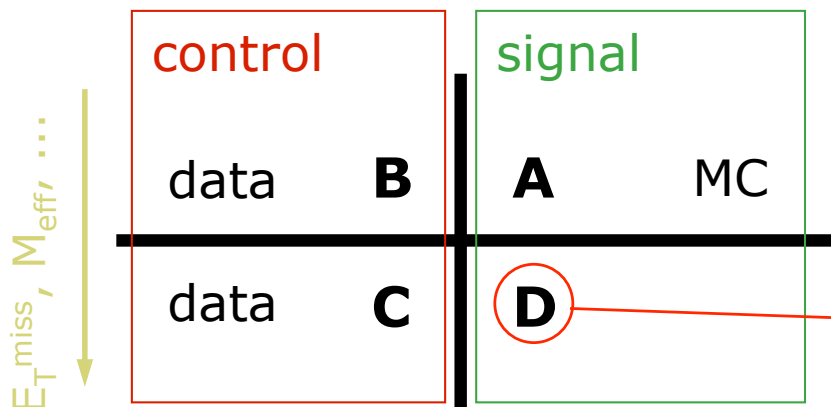 control
signal
data B
A MC
data C
D
E_T^miss, M_eff, ...